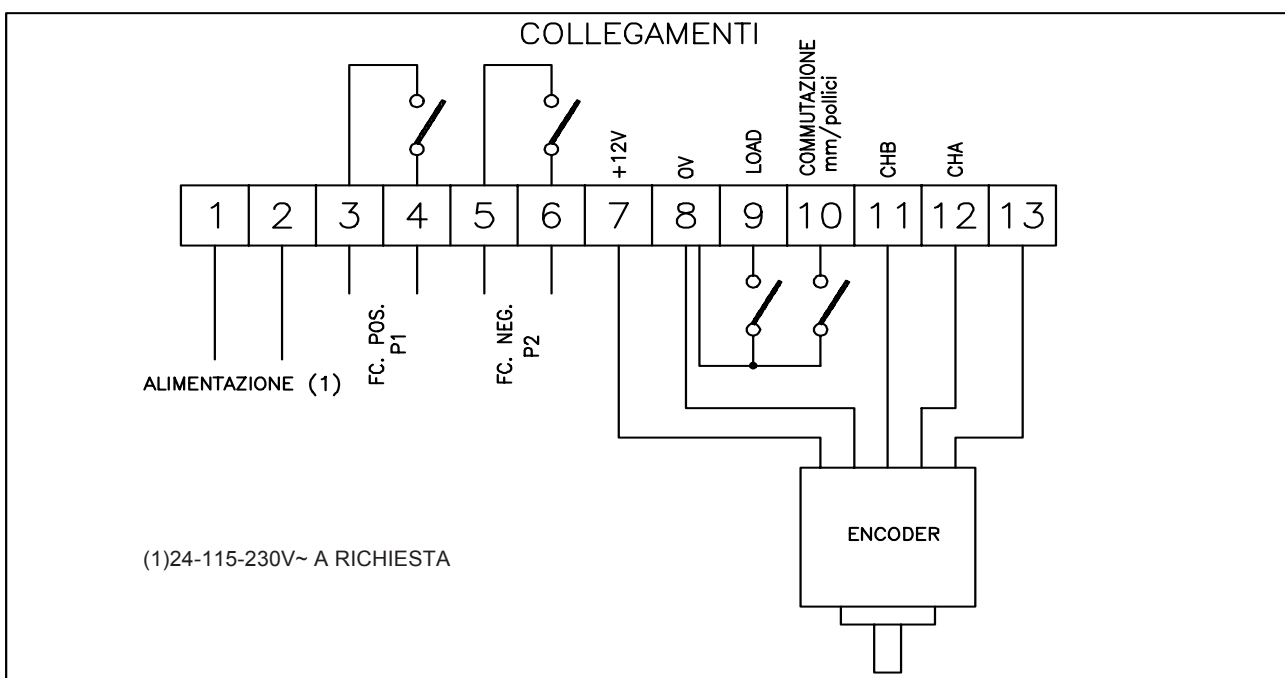 COLLEGAMENTI
+12V
0V
LOAD
COMMUTAZIONE
mm/pollici
CHB
CHA
1 2 3 4 5 6 7 8 9 10 11 12 13
FC. POS.
P1
FC. NEG.
P2
ALIMENTAZIONE (1)
ENCODER
(1)24-115-230V~ A RICHIESTA